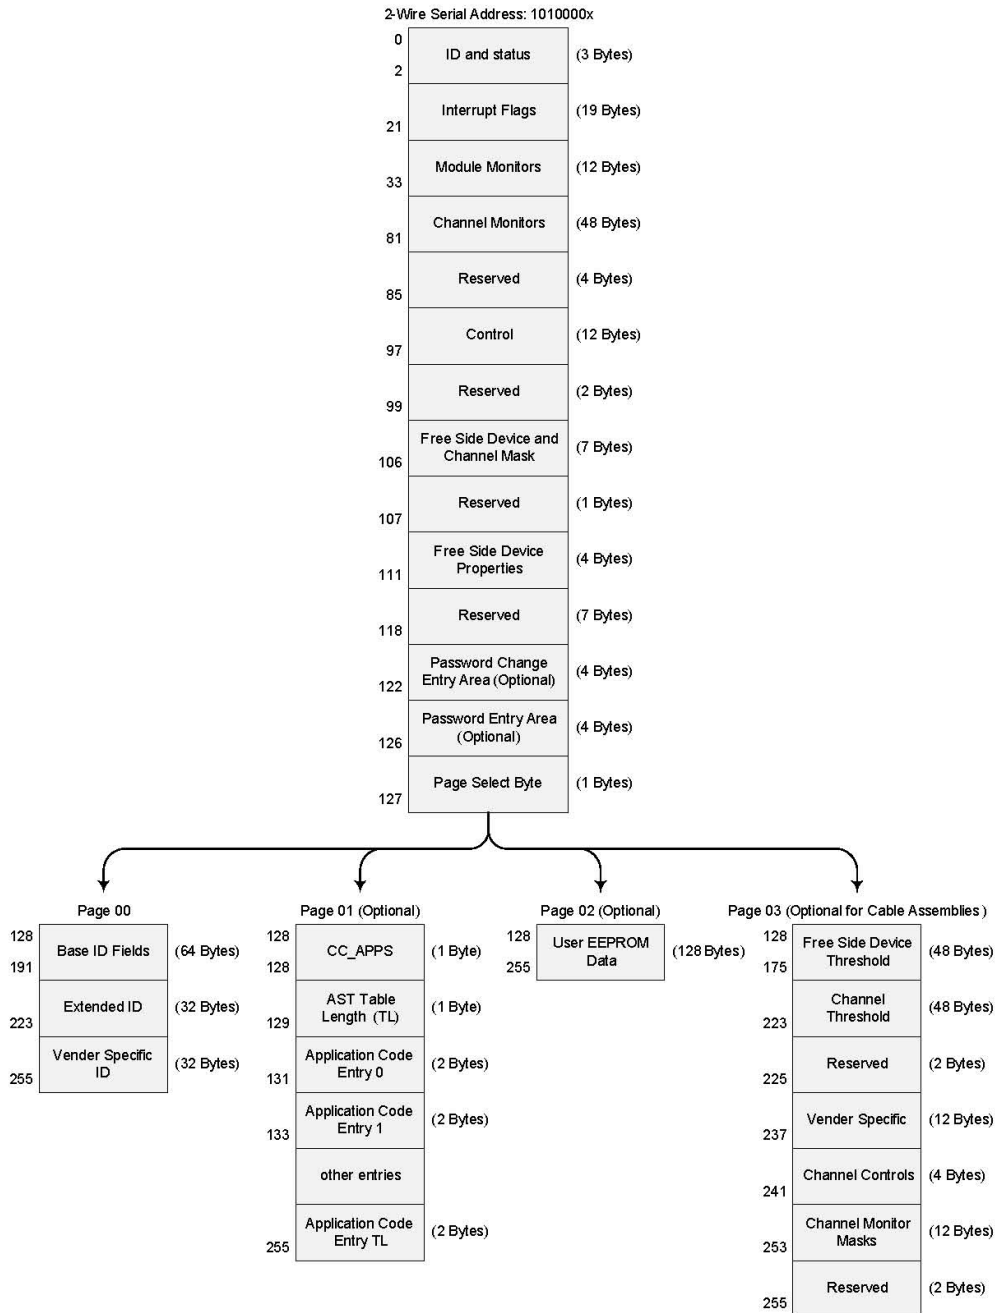 2-Wire Serial Address: 1010000x
0
ID and status (3 Bytes)
2
Interrupt Flags (19 Bytes)
21
Module Monitors (12 Bytes)
33
Channel Monitors (48 Bytes)
81
Reserved (4 Bytes)
85
Control (12 Bytes)
97
Reserved (2 Bytes)
99
Free Side Device and
Channel Mask
(7 Bytes)
106
Reserved (1 Bytes)
107
Free Side Device
Properties
(4 Bytes)
111
Reserved (7 Bytes)
118
Password Change
Entry Area (Optional)
(4 Bytes)
122
Password Entry Area
(Optional)
(4 Bytes)
126
Page Select Byte (1 Bytes)
127
Page 00
128
Base ID Fields (64 Bytes)
191
Extended ID (32 Bytes)
223
Vender Specific
ID
(32 Bytes)
255
Page 01 (Optional)
128
CC_APPS (1 Byte)
128
AST Table
Length (TL)
(1 Byte)
129
Application Code
Entry 0
(2 Bytes)
131
Application Code
Entry 1
(2 Bytes)
133
other entries
Application Code
Entry TL
(2 Bytes)
255
Page 02 (Optional)
128
User EEPROM
Data
(128 Bytes)
255
Page 03 (Optional for Cable Assemblies )
128
Free Side Device
Threshold
(48 Bytes)
175
Channel
Threshold
(48 Bytes)
223
Reserved (2 Bytes)
225
Vender Specific (12 Bytes)
237
Channel Controls (4 Bytes)
241
Channel Monitor
Masks
(12 Bytes)
253
Reserved (2 Bytes)
255